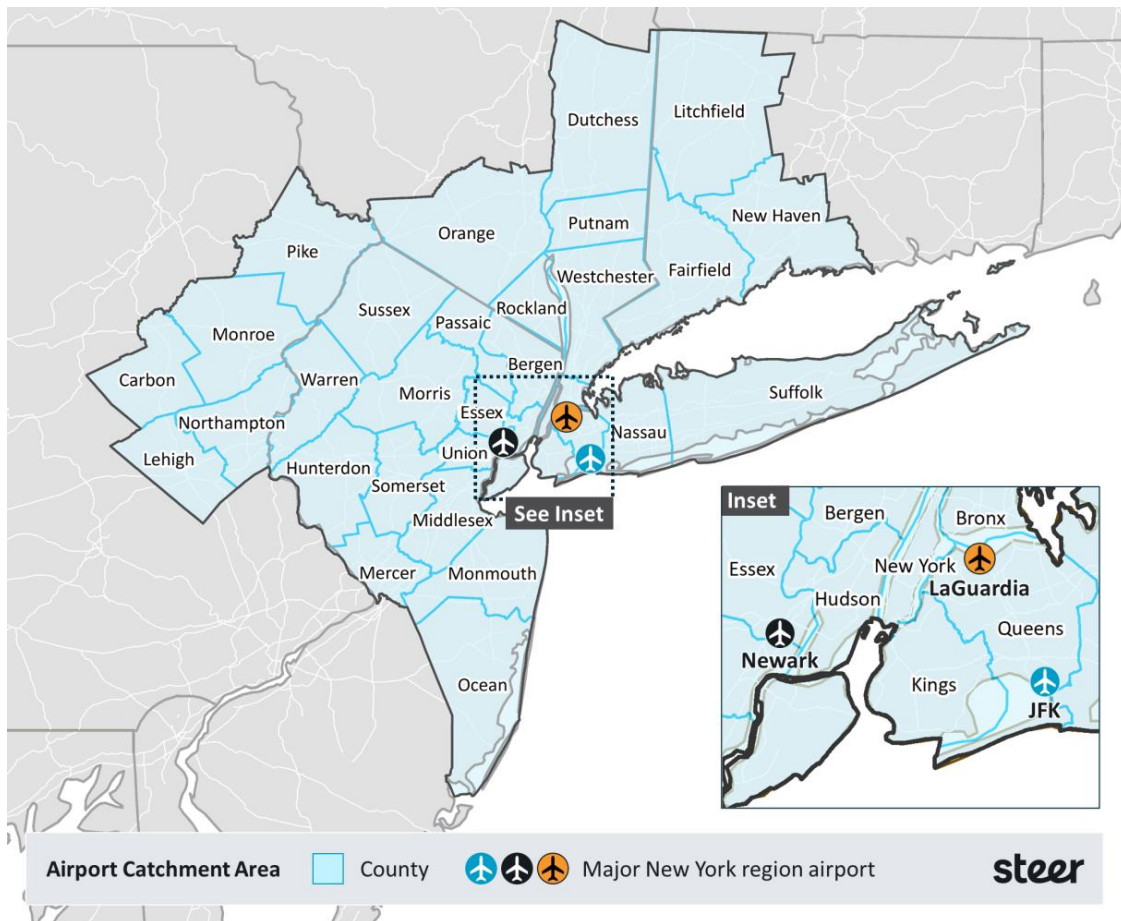 Dutchess
Litchfield
Putnam
New Haven
Orange
Pike
Westchester
Fairfield
Rockland
Sussex
Passaic
Monroe
Bergen
Carbon
Warren
Morris
Suffolk
Essex
Northampton
Nassau
Union
Lehigh
Hunterdon
Somerset
See Inset
Middlesex
Mercer
Monmouth
Ocean
Inset
Bergen
Bronx
Essex
New York
LaGuardia
Hudson
Queens
Newark
Kings
JFK
Airport Catchment Area
County
Major New York region airport
steer